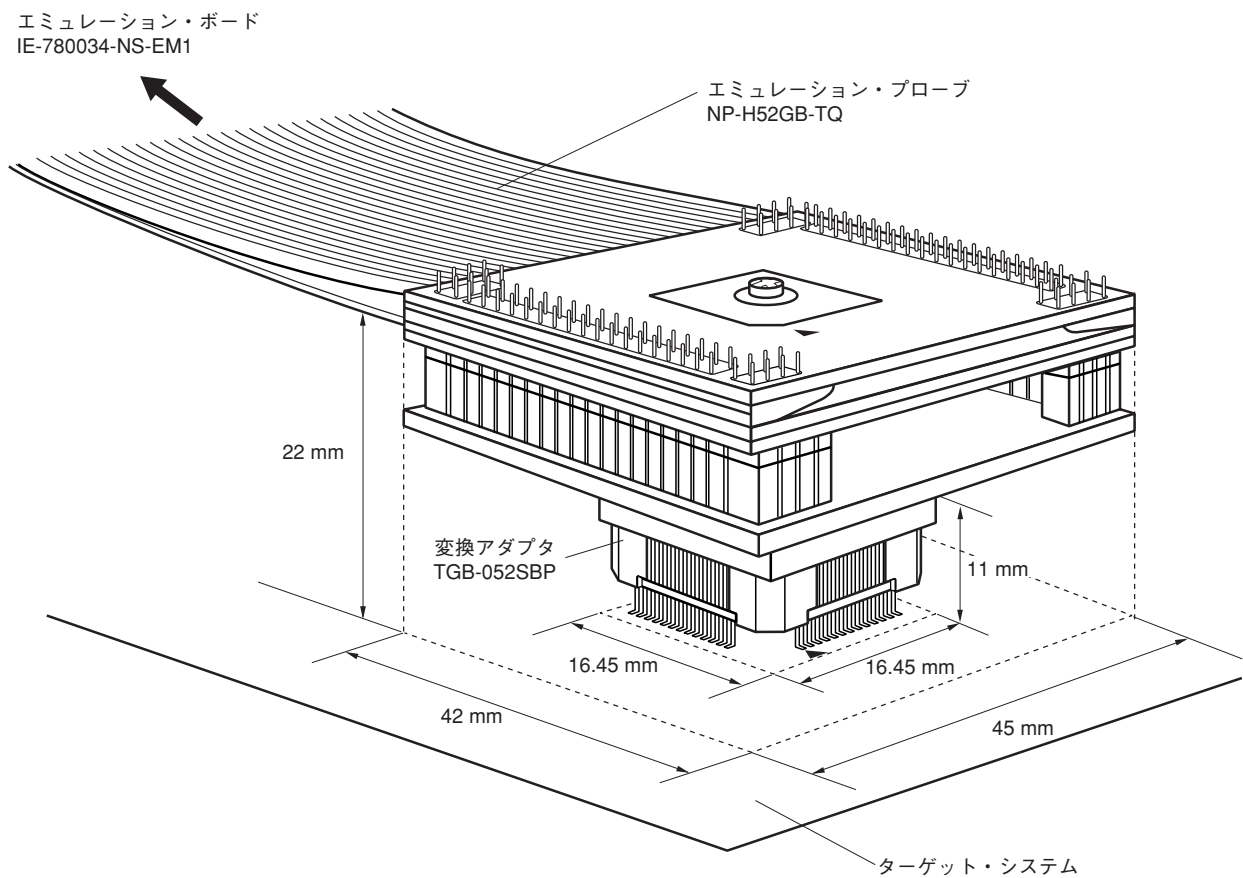 エミュレーション・ボード
IE-780034-NS-EM1
エミュレーション・プローブ
NP-H52GB-TQ
22 mm
変換アダプタ
TGB-052SBP
11 mm
16.45 mm
16.45 mm
42 mm
45 mm
ターゲット・システム